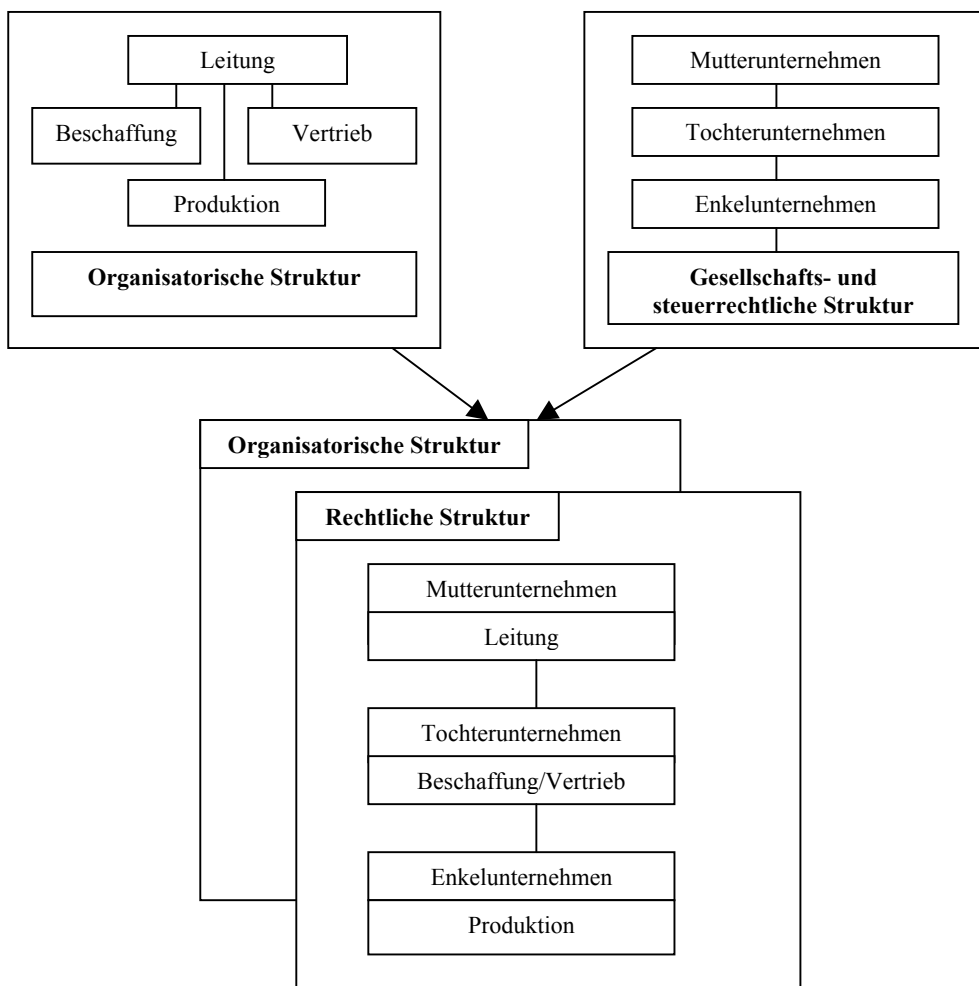 Leitung
Beschaffung
Vertrieb
Produktion
Organisatorische Struktur
Mutterunternehmen
Tochterunternehmen
Enkelunternehmen
Gesellschafts- und
steuerrechtliche Struktur
Organisatorische Struktur
Rechtliche Struktur
Mutterunternehmen
Leitung
Tochterunternehmen
Beschaffung/Vertrieb
Enkelunternehmen
Produktion